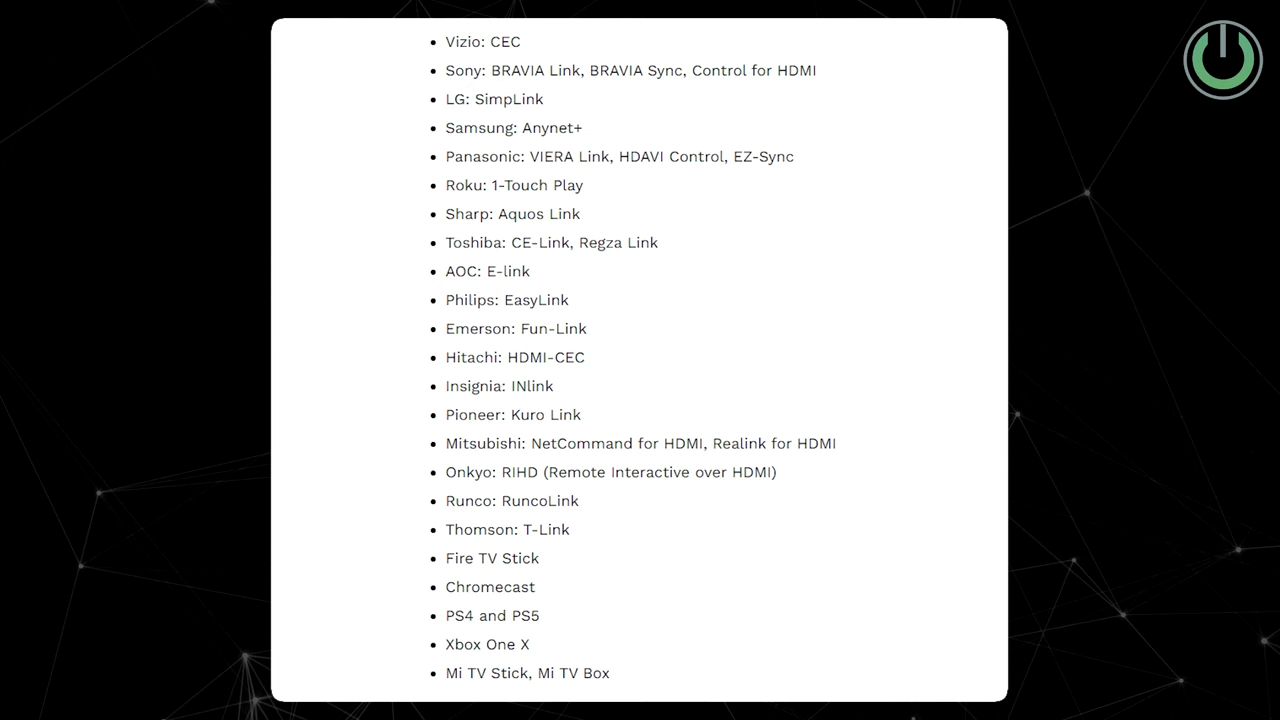 Vizio: CEC
Sony: BRAVIA Link, BRAVIA Sync, Control for HDMI
LG: SimpLink
Samsung: Anynet+
Panasonic: VIERA Link, HDAVI Control, EZ-Sync
Roku: 1-Touch Play
Sharp: Aquos Link
Toshiba: CE-Link, Regza Link
AOC: E-link
Philips: EasyLink
Emerson: Fun-Link
Hitachi: HDMI-CEC
Insignia: INlink
Pioneer: Kuro Link
Mitsubishi: NetCommand for HDMI, Realink for HDMI
Onkyo: RIHD (Remote Interactive over HDMI)
Runco: RuncoLink
Thomson: T-Link
Fire TV Stick
Chromecast
PS4 and PS5
Xbox One X
Mi TV Stick, Mi TV Box